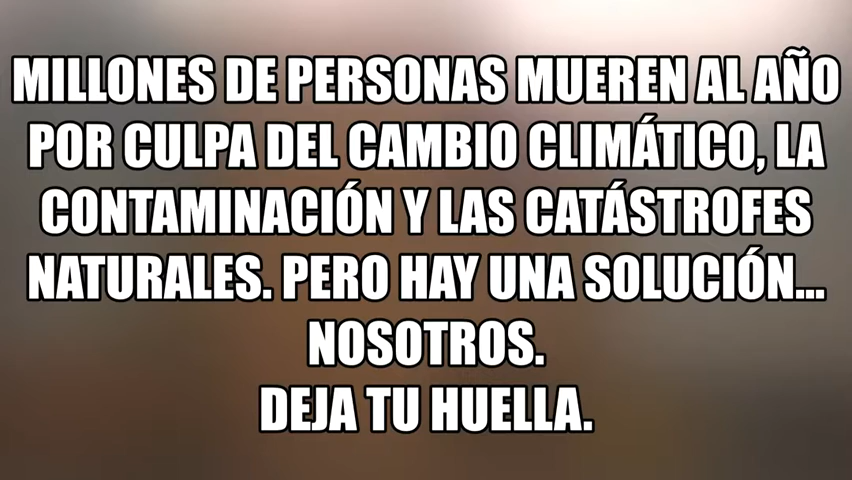 MILLONES DE PERSONAS MUEREN AL AÑO
POR CULPA DEL CAMBIO CLIMÁTICO, LA
CONTAMINACIÓN Y LAS CATÁSTROFES
NATURALES. PERO HAY UNA SOLUCIÓN...
NOSOTROS.
DEJA TU HUELLA.